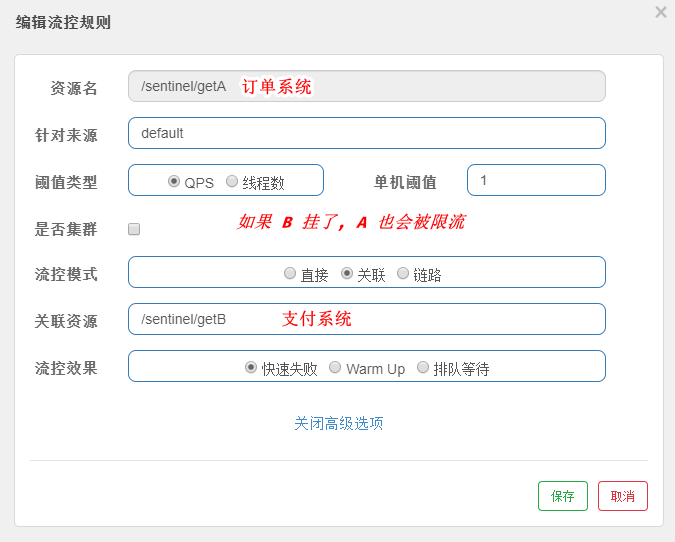 编辑流控规则 ×
资源名 /sentinel/getA 订单系统
针对来源 default
阈值类型 QPS 线程数 单机阈值 1
如果 B 挂了，A 也会被限流
是否集群
流控模式 直接 关联 链路
关联资源 /sentinel/getB 支付系统
流控效果 快速失败 Warm Up 排队等待
关闭高级选项
保存 取消